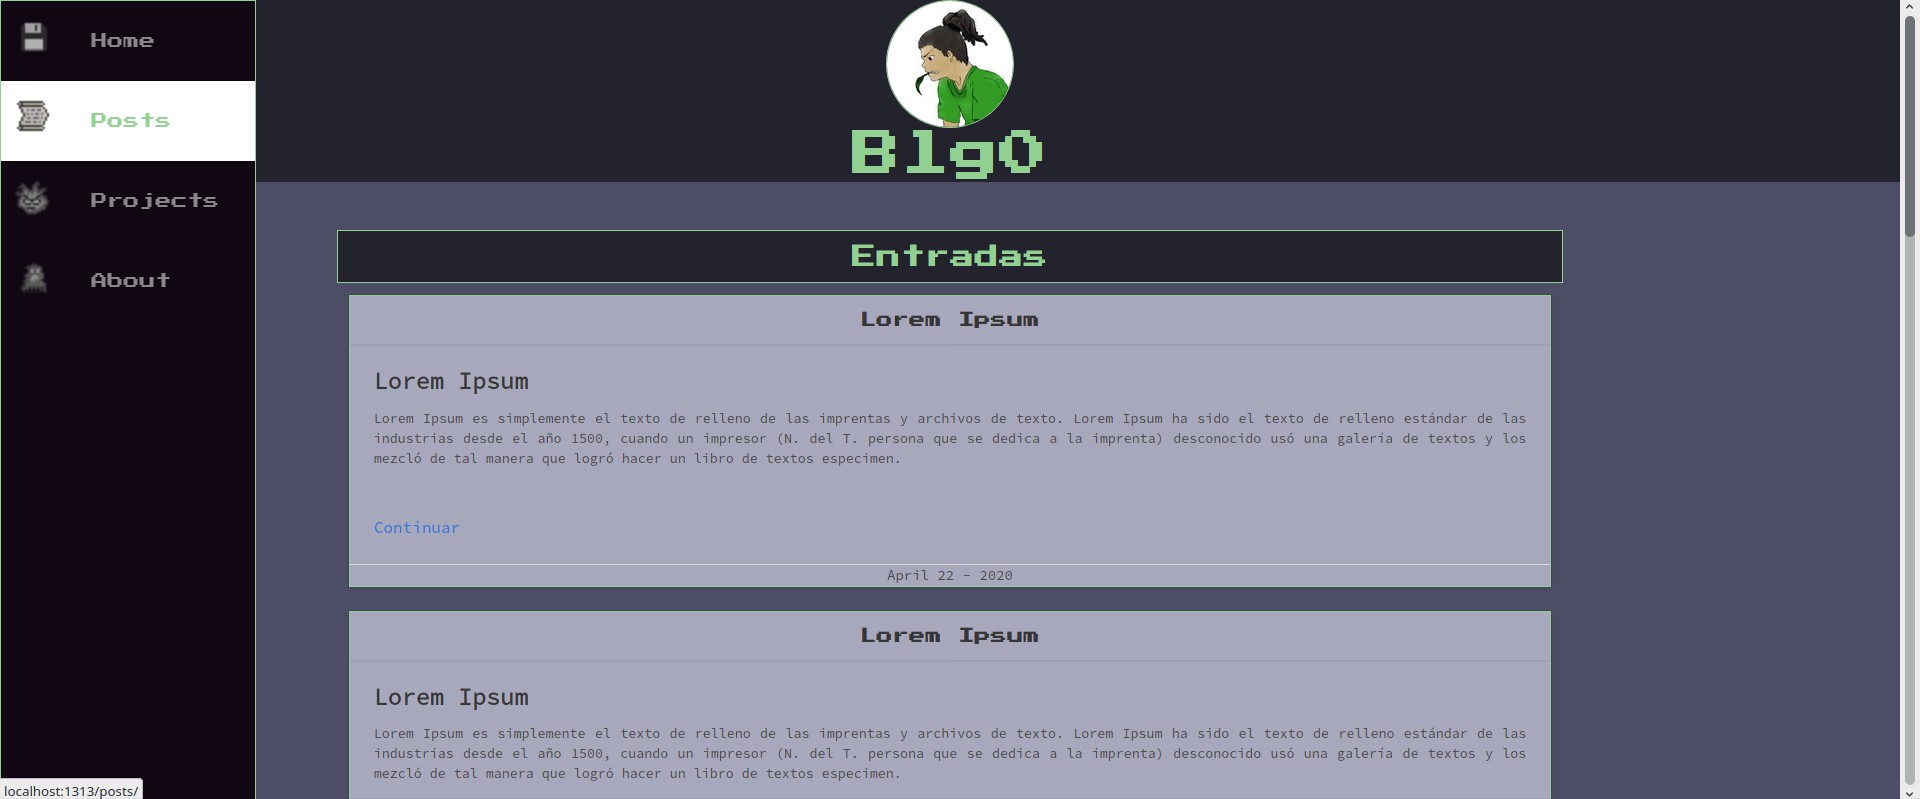 Home
Posts
Projects
About
Blg0
Entradas
Lorem Ipsum
Lorem Ipsum
Lorem Ipsum es simplemente el texto de relleno de las imprentas y archivos de texto. Lorem Ipsum ha sido el texto de relleno estándar de las
industrias desde el año 1500, cuando un impresor (N. del T. persona que se dedica a la imprenta) desconocido usó una galería de textos y los
mezcló de tal manera que logró hacer un libro de textos especimen.
Continuar
April 22 - 2020
Lorem Ipsum
Lorem Ipsum
Lorem Ipsum es simplemente el texto de relleno de las imprentas y archivos de texto. Lorem Ipsum ha sido el texto de relleno estándar de las
industrias desde el año 1500, cuando un impresor (N. del T. persona que se dedica a la imprenta) desconocido usó una galería de textos y los
mezcló de tal manera que logró hacer un libro de textos especimen.
localhost:1313/posts/